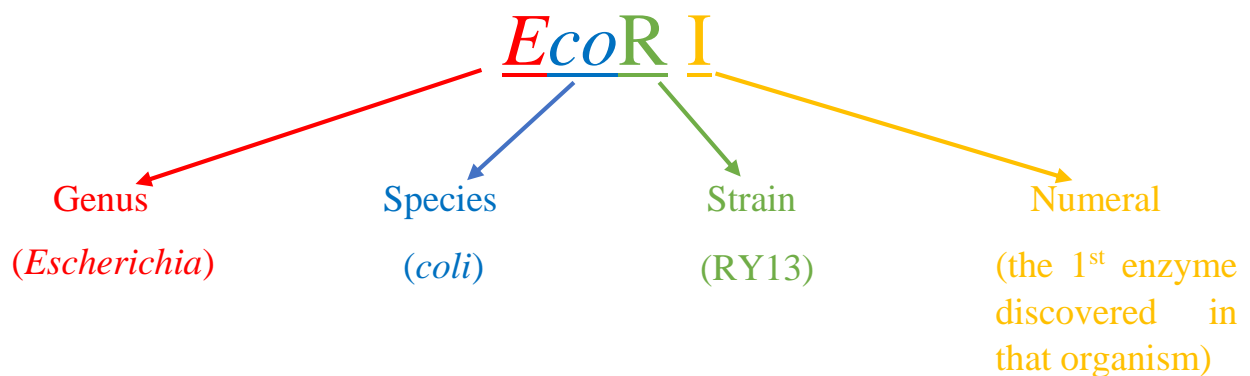 EcoR I
Genus Species Strain Numeral
(Escherichia) (coli) (RY13) (the 1st enzyme
discovered in
that organism)